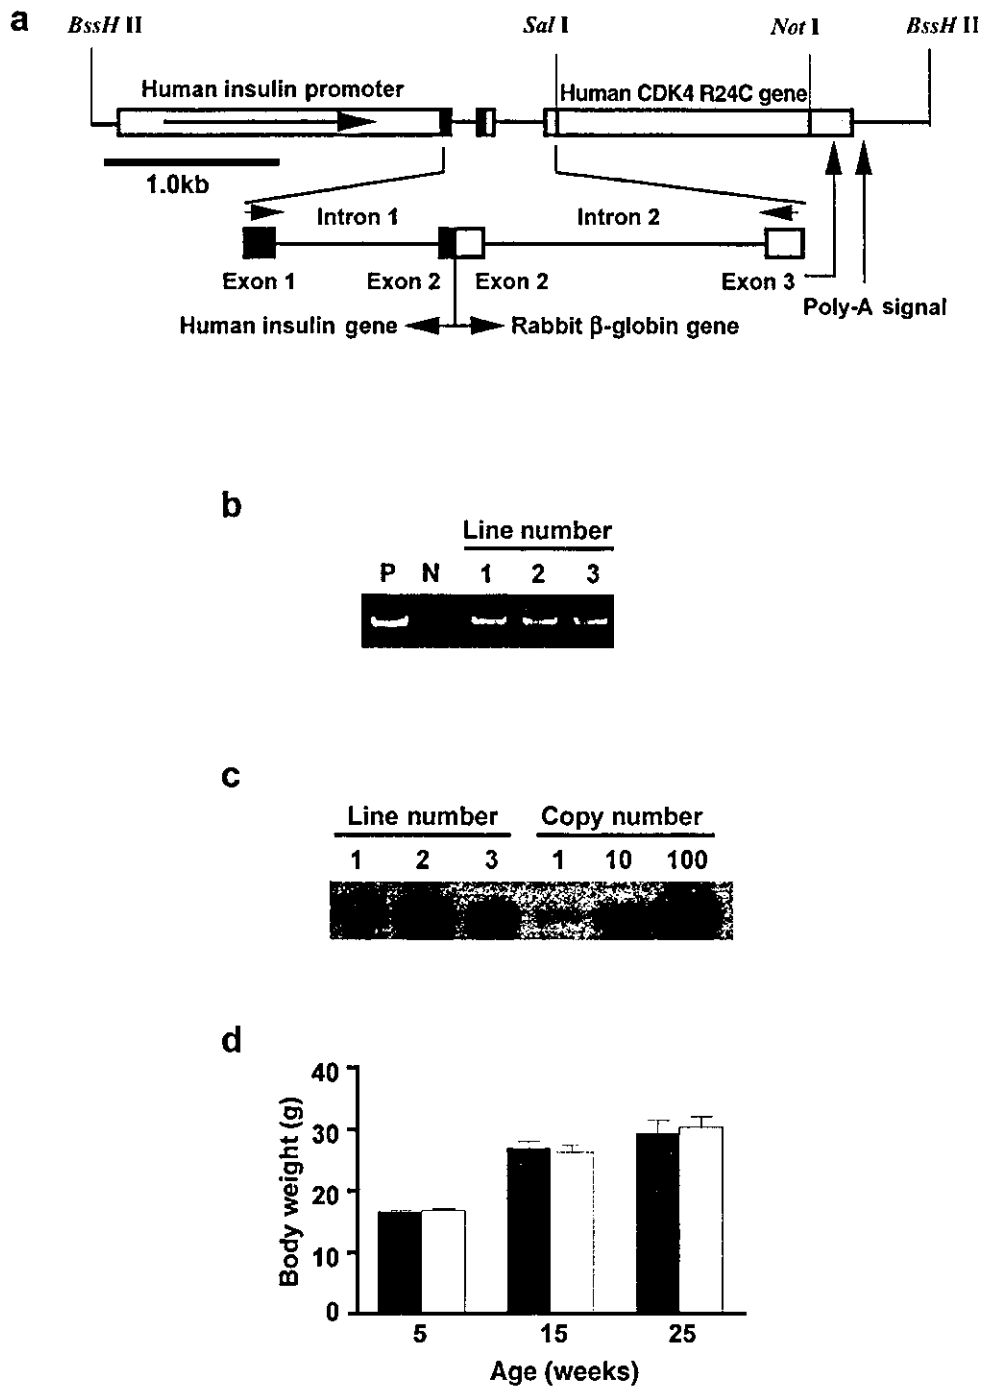 a
BssH II
Sal I
Not I
BssH II
Human insulin promoter
Human CDK4 R24C gene
1.0kb
Intron 1
Intron 2
Exon 1
Exon 2
Exon 2
Exon 3
Poly-A signal
Human insulin gene
Rabbit β-globin gene
b
Line number
P N 1 2 3
c
Line number Copy number
1 2 3 1 10 100
d
Body weight (g)
40
30
20
10
0
5 15 25
Age (weeks)